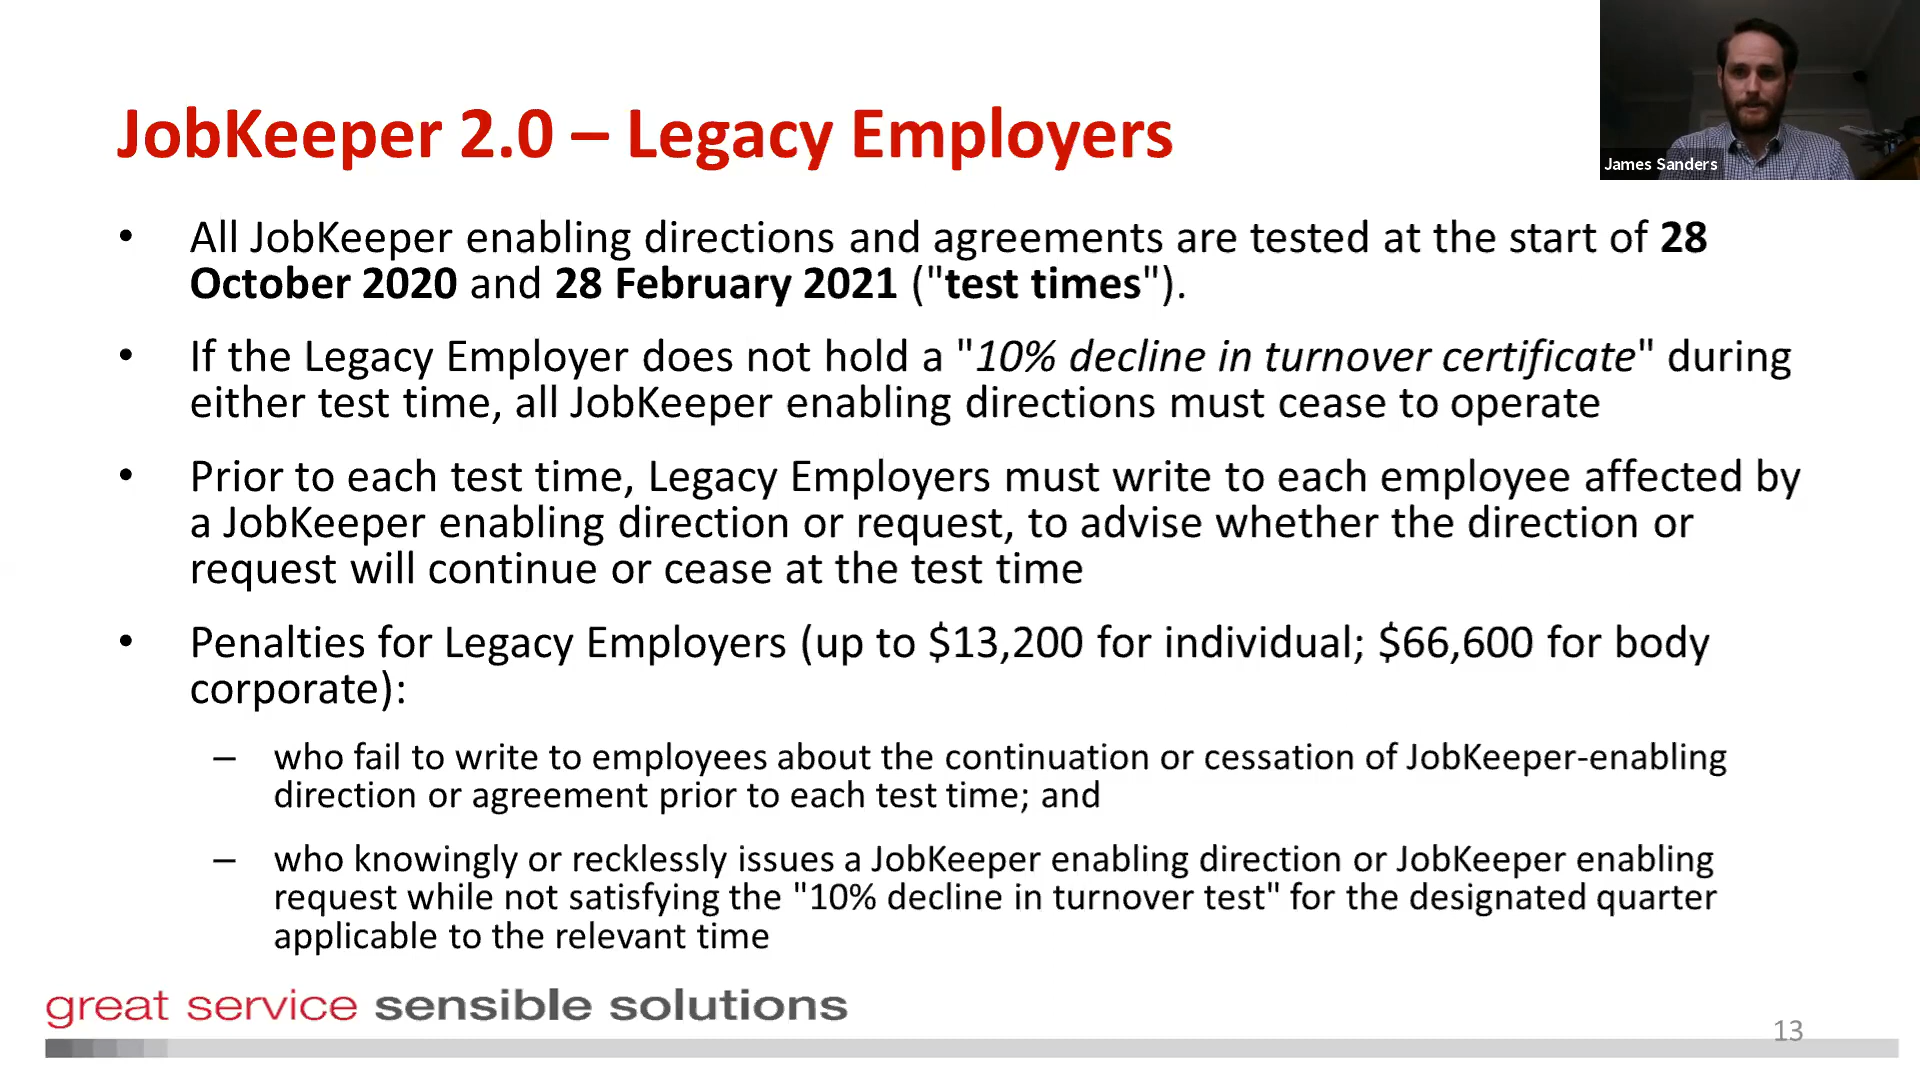 James Sanders
JobKeeper 2.0 – Legacy Employers
• All JobKeeper enabling directions and agreements are tested at the start of 28
October 2020 and 28 February 2021 ("test times").
• If the Legacy Employer does not hold a "10% decline in turnover certificate" during
either test time, all JobKeeper enabling directions must cease to operate
• Prior to each test time, Legacy Employers must write to each employee affected by
a JobKeeper enabling direction or request, to advise whether the direction or
request will continue or cease at the test time
• Penalties for Legacy Employers (up to $13,200 for individual; $66,600 for body
corporate):
– who fail to write to employees about the continuation or cessation of JobKeeper-enabling
direction or agreement prior to each test time; and
– who knowingly or recklessly issues a JobKeeper enabling direction or JobKeeper enabling
request while not satisfying the "10% decline in turnover test" for the designated quarter
applicable to the relevant time
great service sensible solutions
13